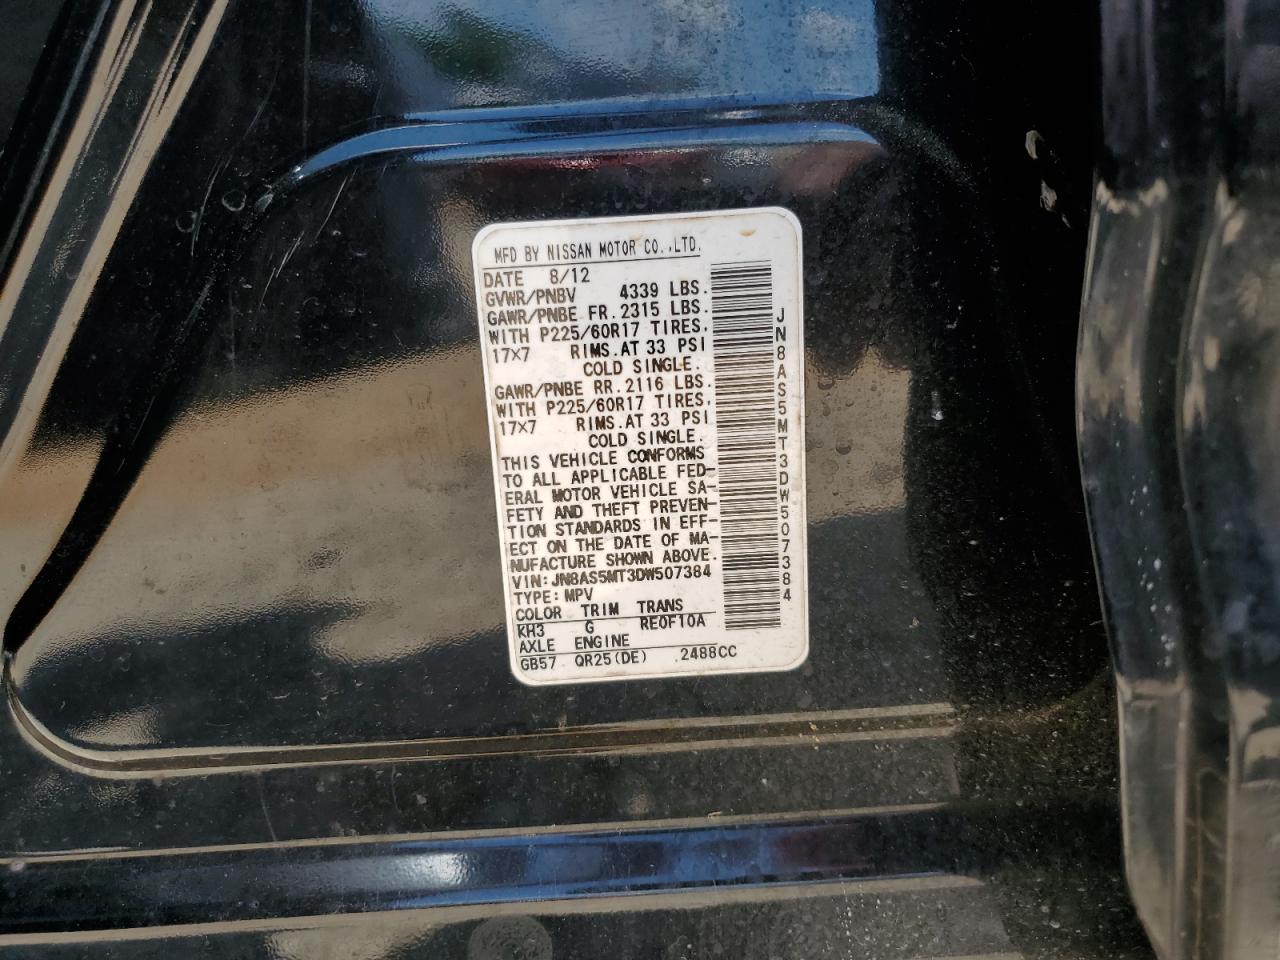 MFD BY NISSAN MOTOR CO.,LTD.
DATE 8/12
GVWR/PNBV 4339 LBS.
GAWR/PNBE FR. 2315 LBS.
WITH P225/60R17 TIRES.
17X7 RIMS. AT 33 PSI
COLD SINGLE.
GAWR/PNBE RR. 2116 LBS.
WITH P225/60R17 TIRES.
17X7 RIMS. AT 33 PSI
COLD SINGLE.
THIS VEHICLE CONFORMS
TO ALL APPLICABLE FED-
ERAL MOTOR VEHICLE SA-
FETY AND THEFT PREVEN-
TION STANDARDS IN EFF-
ECT ON THE DATE OF MA-
NUFACTURE SHOWN ABOVE.
VIN: JN8AS5MT3DW507384
TYPE: MPV
COLOR TRIM TRANS
KH3 G RE0F10A
AXLE ENGINE
GB57 QR25(DE) 2488CC
JN8AS5MT3DW507384